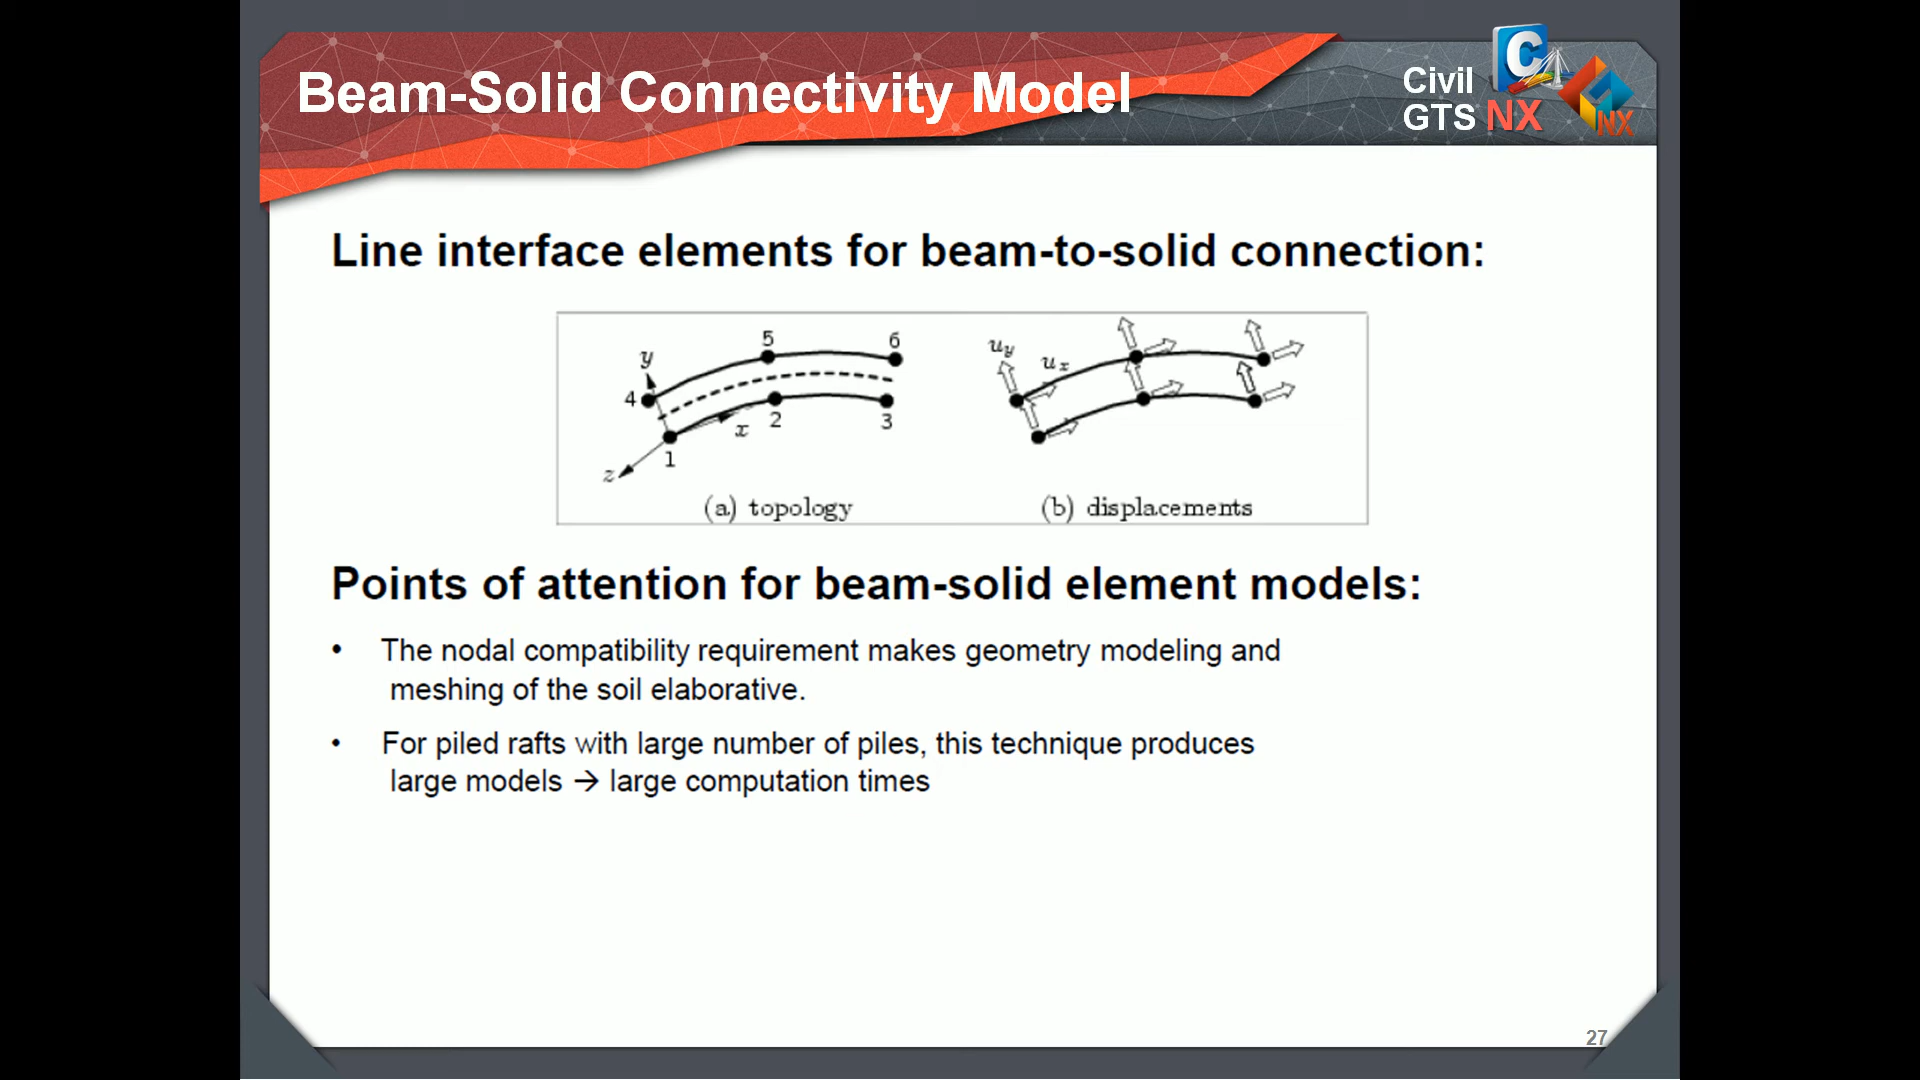 Beam-Solid Connectivity Model
Civil
GTS NX
C
NX
Line interface elements for beam-to-solid connection:
y
4
5
6
x
2
3
z
1
(a) topology
uy
ux
(b) displacements
Points of attention for beam-solid element models:
• The nodal compatibility requirement makes geometry modeling and
meshing of the soil elaborative.
• For piled rafts with large number of piles, this technique produces
large models → large computation times
27